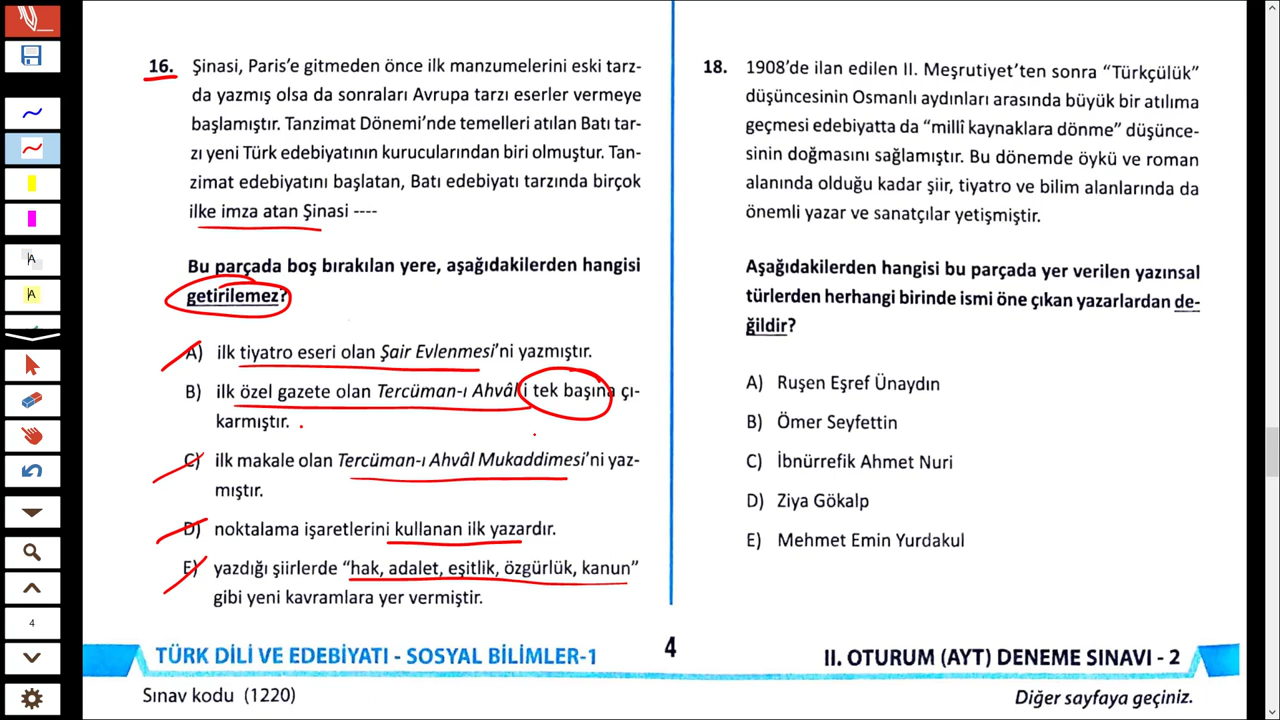 16. Şinasi, Paris’e gitmeden önce ilk manzumelerini eski tarz-
da yazmış olsa da sonraları Avrupa tarzı eserler vermeye
başlamıştır. Tanzimat Dönemi’nde temelleri atılan Batı tar-
zı yeni Türk edebiyatının kurucularından biri olmuştur. Tan-
zimat edebiyatını başlatan, Batı edebiyatı tarzında birçok
ilke imza atan Şinasi ----
Bu parçada boş bırakılan yere, aşağıdakilerden hangisi
getirilemez?
A) ilk tiyatro eseri olan Şair Evlenmesi’ni yazmıştır.
B) ilk özel gazete olan Tercüman-ı Ahvâl’i tek başına çı-
karmıştır.
C) ilk makale olan Tercüman-ı Ahvâl Mukaddimesi’ni yaz-
mıştır.
D) noktalama işaretlerini kullanan ilk yazardır.
E) yazdığı şiirlerde “hak, adalet, eşitlik, özgürlük, kanun”
gibi yeni kavramlara yer vermiştir.
18. 1908’de ilan edilen II. Meşrutiyet’ten sonra “Türkçülük”
düşüncesinin Osmanlı aydınları arasında büyük bir atılıma
geçmesi edebiyatta da “millî kaynaklara dönme” düşünce-
sinin doğmasını sağlamıştır. Bu dönemde öykü ve roman
alanında olduğu kadar şiir, tiyatro ve bilim alanlarında da
önemli yazar ve sanatçılar yetişmiştir.
Aşağıdakilerden hangisi bu parçada yer verilen yazınsal
türlerden herhangi birinde ismi öne çıkan yazarlardan de-
ğildir?
A) Ruşen Eşref Ünaydın
B) Ömer Seyfettin
C) İbnürrefik Ahmet Nuri
D) Ziya Gökalp
E) Mehmet Emin Yurdakul
TÜRK DİLİ VE EDEBİYATI - SOSYAL BİLİMLER-1
4
II. OTURUM (AYT) DENEME SINAVI - 2
Sınav kodu (1220)
Diğer sayfaya geçiniz.
A
A
4